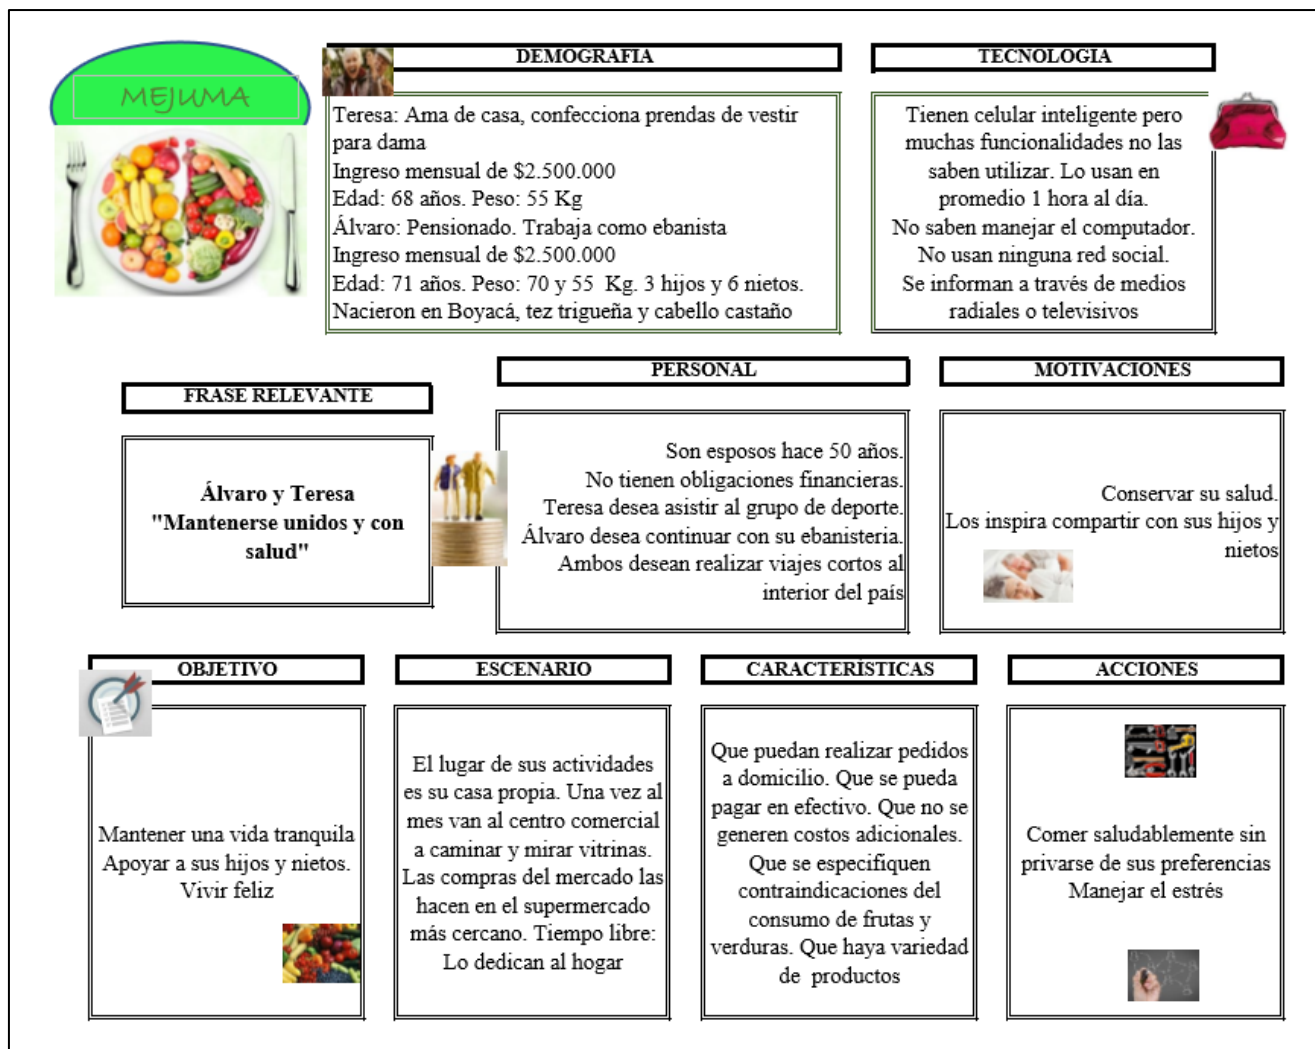 MEJUMA
DEMOGRAFIA
Teresa: Ama de casa, confecciona prendas de vestir
para dama
Ingreso mensual de $2.500.000
Edad: 68 años. Peso: 55 Kg
Álvaro: Pensionado. Trabaja como ebanista
Ingreso mensual de $2.500.000
Edad: 71 años. Peso: 70 y 55  Kg. 3 hijos y 6 nietos.
Nacieron en Boyacá, tez trigueña y cabello castaño
TECNOLOGIA
Tienen celular inteligente pero
muchas funcionalidades no las
saben utilizar. Lo usan en
promedio 1 hora al día.
No saben manejar el computador.
No usan ninguna red social.
Se informan a través de medios
radiales o televisivos
FRASE RELEVANTE
Álvaro y Teresa
"Mantenerse unidos y con
salud"
PERSONAL
Son esposos hace 50 años.
No tienen obligaciones financieras.
Teresa desea asistir al grupo de deporte.
Álvaro desea continuar con su ebanisteria.
Ambos desean realizar viajes cortos al
interior del país
MOTIVACIONES
Conservar su salud.
Los inspira compartir con sus hijos y
nietos
OBJETIVO
Mantener una vida tranquila
Apoyar a sus hijos y nietos.
Vivir feliz
ESCENARIO
El lugar de sus actividades
es su casa propia. Una vez al
mes van al centro comercial
a caminar y mirar vitrinas.
Las compras del mercado las
hacen en el supermercado
más cercano. Tiempo libre:
Lo dedican al hogar
CARACTERÍSTICAS
Que puedan realizar pedidos
a domicilio. Que se pueda
pagar en efectivo. Que no se
generen costos adicionales.
Que se especifiquen
contraindicaciones del
consumo de frutas y
verduras. Que haya variedad
de  productos
ACCIONES
Comer saludablemente sin
privarse de sus preferencias
Manejar el estrés